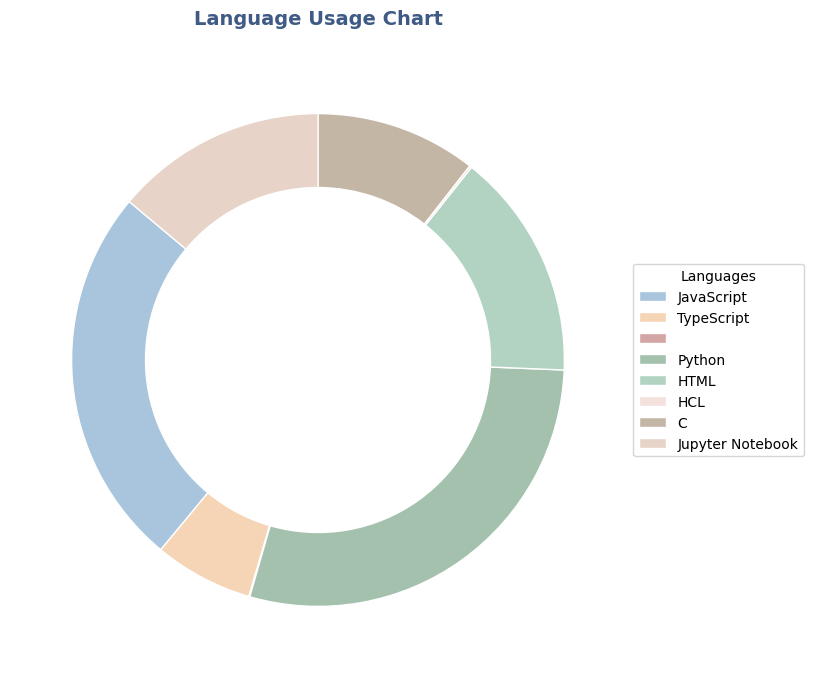 Language Usage Chart
Languages
JavaScript
TypeScript
Python
HTML
HCL
C
Jupyter Notebook